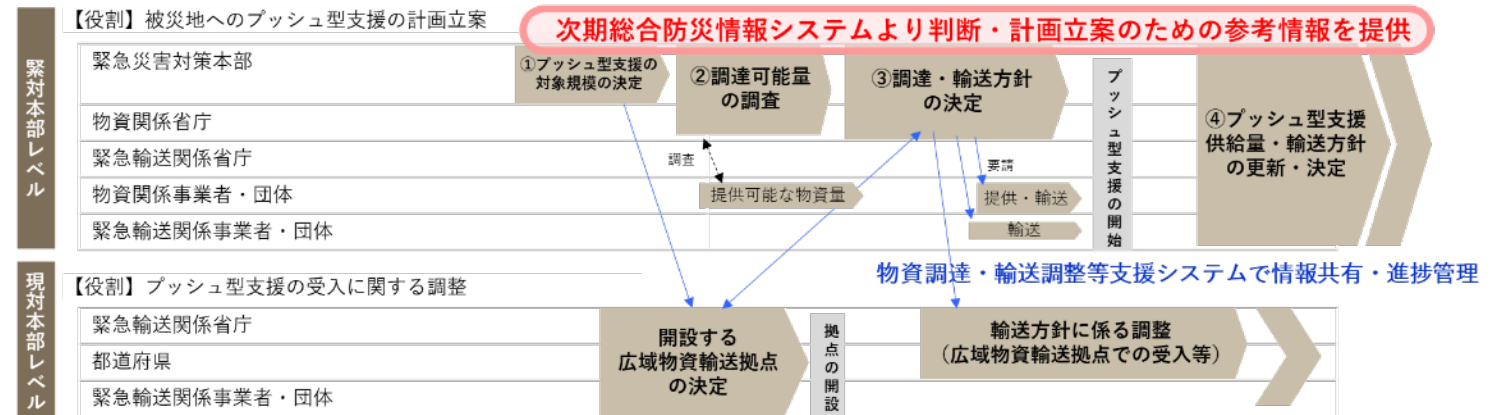 【役割】被災地へのプッシュ型支援の計画立案
次期総合防災情報システムより判断・計画立案のための参考情報を提供
緊対本部レベル
緊急災害対策本部
①プッシュ型支援の
対象規模の決定
②調達可能量
の調査
③調達・輸送方針
の決定
プッシュ型支援の開始
④プッシュ型支援
供給量・輸送方針
の更新・決定
物資関係省庁
緊急輸送関係省庁
調査
要請
物資関係事業者・団体
提供可能な物資量
提供・輸送
緊急輸送関係事業者・団体
輸送
物資調達・輸送調整等支援システムで情報共有・進捗管理
現対本部レベル
【役割】プッシュ型支援の受入に関する調整
緊急輸送関係省庁
都道府県
緊急輸送関係事業者・団体
開設する
広域物資輸送拠点
の決定
拠点の開設
輸送方針に係る調整
（広域物資輸送拠点での受入等）